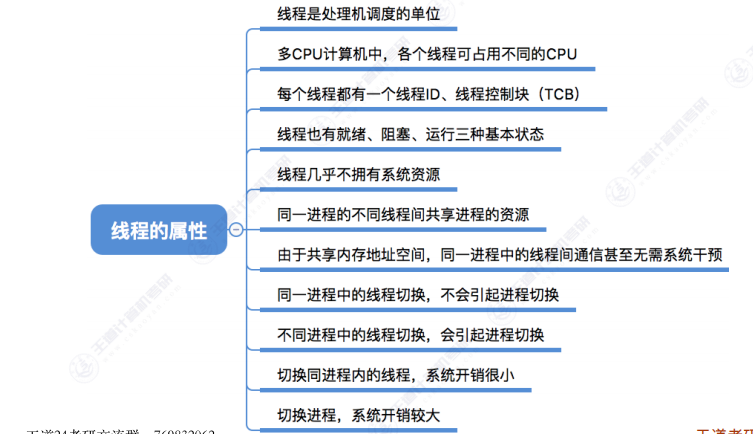 线程是处理机调度的单位
多CPU计算机中，各个线程可占用不同的CPU
每个线程都有一个线程ID、线程控制块（TCB）
线程也有就绪、阻塞、运行三种基本状态
线程几乎不拥有系统资源
线程的属性
同一进程的不同线程间共享进程的资源
由于共享内存地址空间，同一进程中的线程间通信甚至无需系统干预
同一进程中的线程切换，不会引起进程切换
不同进程中的线程切换，会引起进程切换
切换同进程内的线程，系统开销很小
切换进程，系统开销较大
王道计算机考研